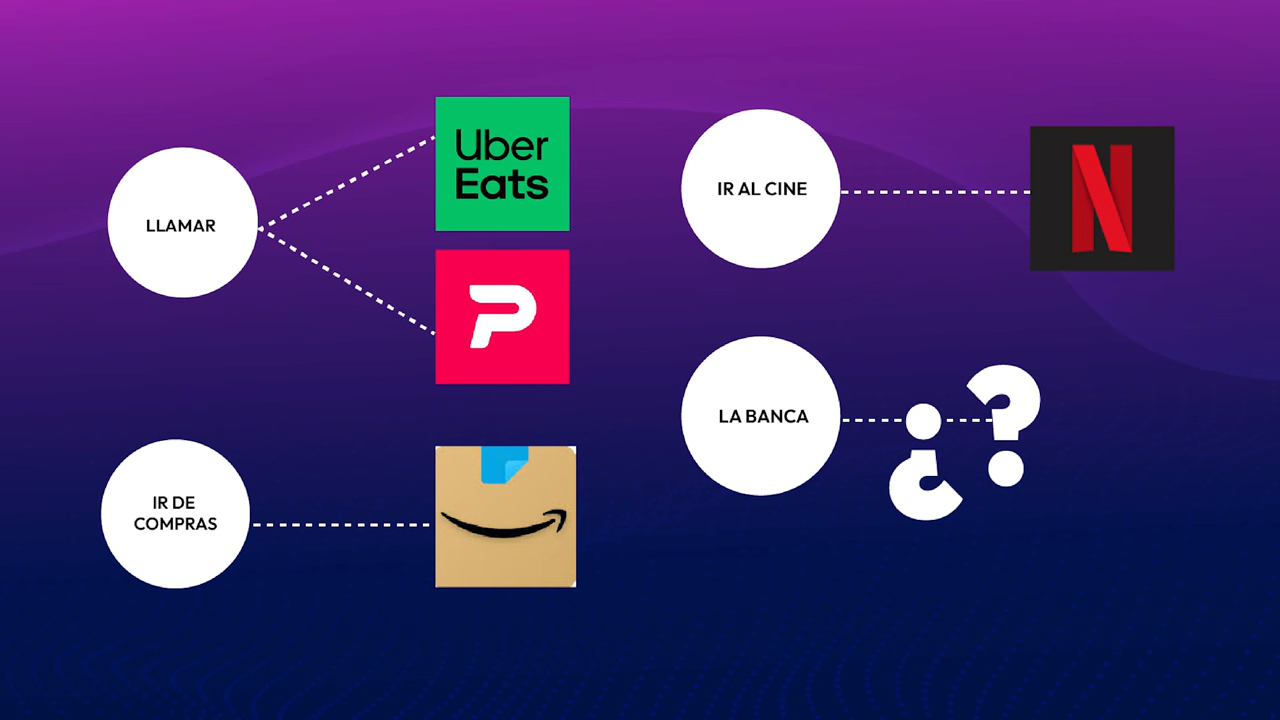 LLAMAR
Uber
Eats
P
IR DE
COMPRAS
IR AL CINE
N
LA BANCA
¿?